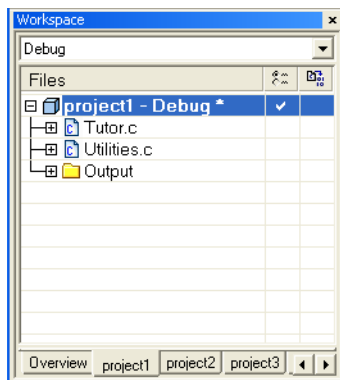 Workspace
Debug
Files
project1 - Debug *
Tutor.c
Utilities.c
Output
Overview project1 project2 project3